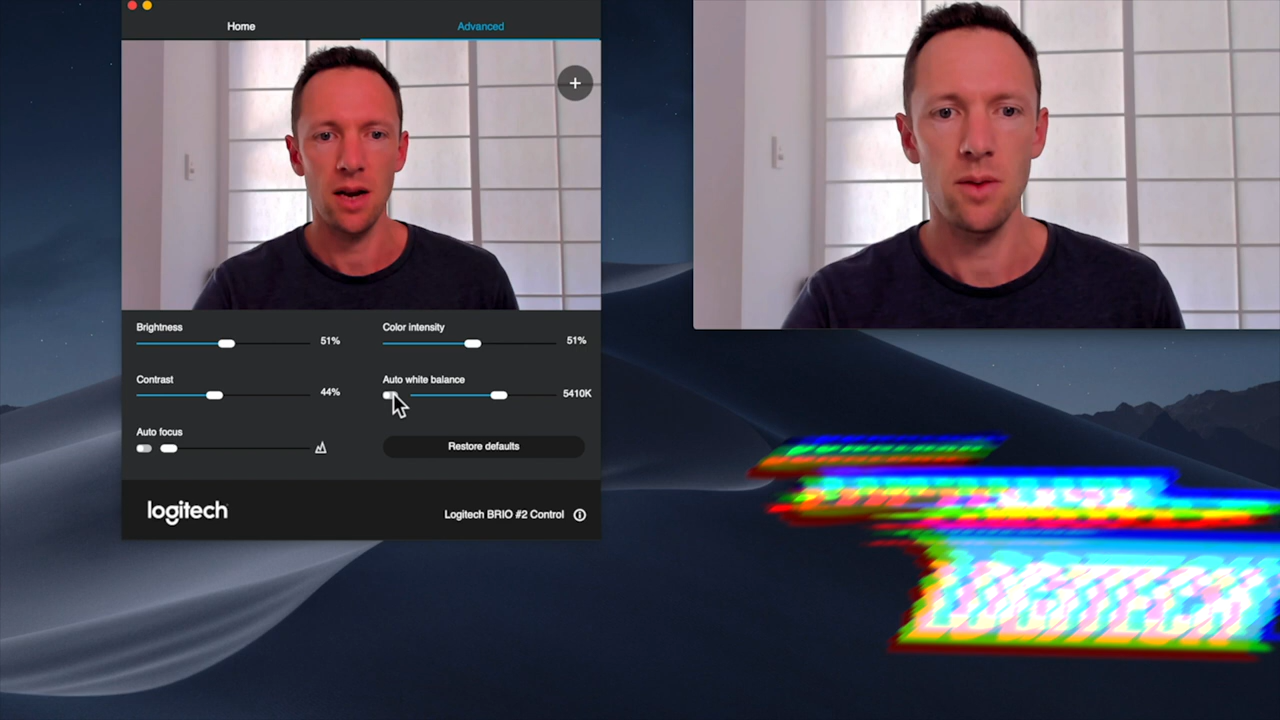 Home
Advanced
+
Brightness
51%
Color intensity
51%
Contrast
44%
Auto white balance
5410K
Auto focus
Restore defaults
logitech
Logitech BRIO #2 Control
LOGITECH